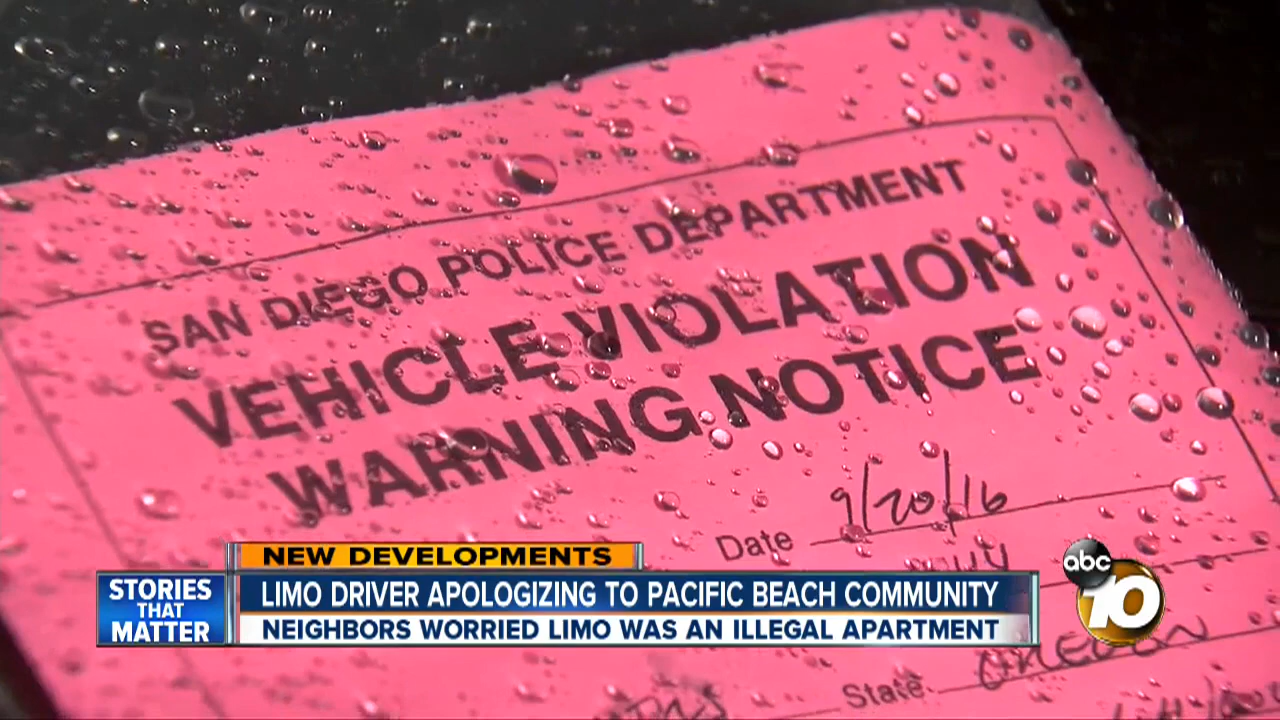 SAN DIEGO POLICE DEPARTMENT
VEHICLE VIOLATION
WARNING NOTICE
Date 9/20/16
State OREGON
NEW DEVELOPMENTS
STORIES THAT MATTER
LIMO DRIVER APOLOGIZING TO PACIFIC BEACH COMMUNITY
NEIGHBORS WORRIED LIMO WAS AN ILLEGAL APARTMENT
abc
10